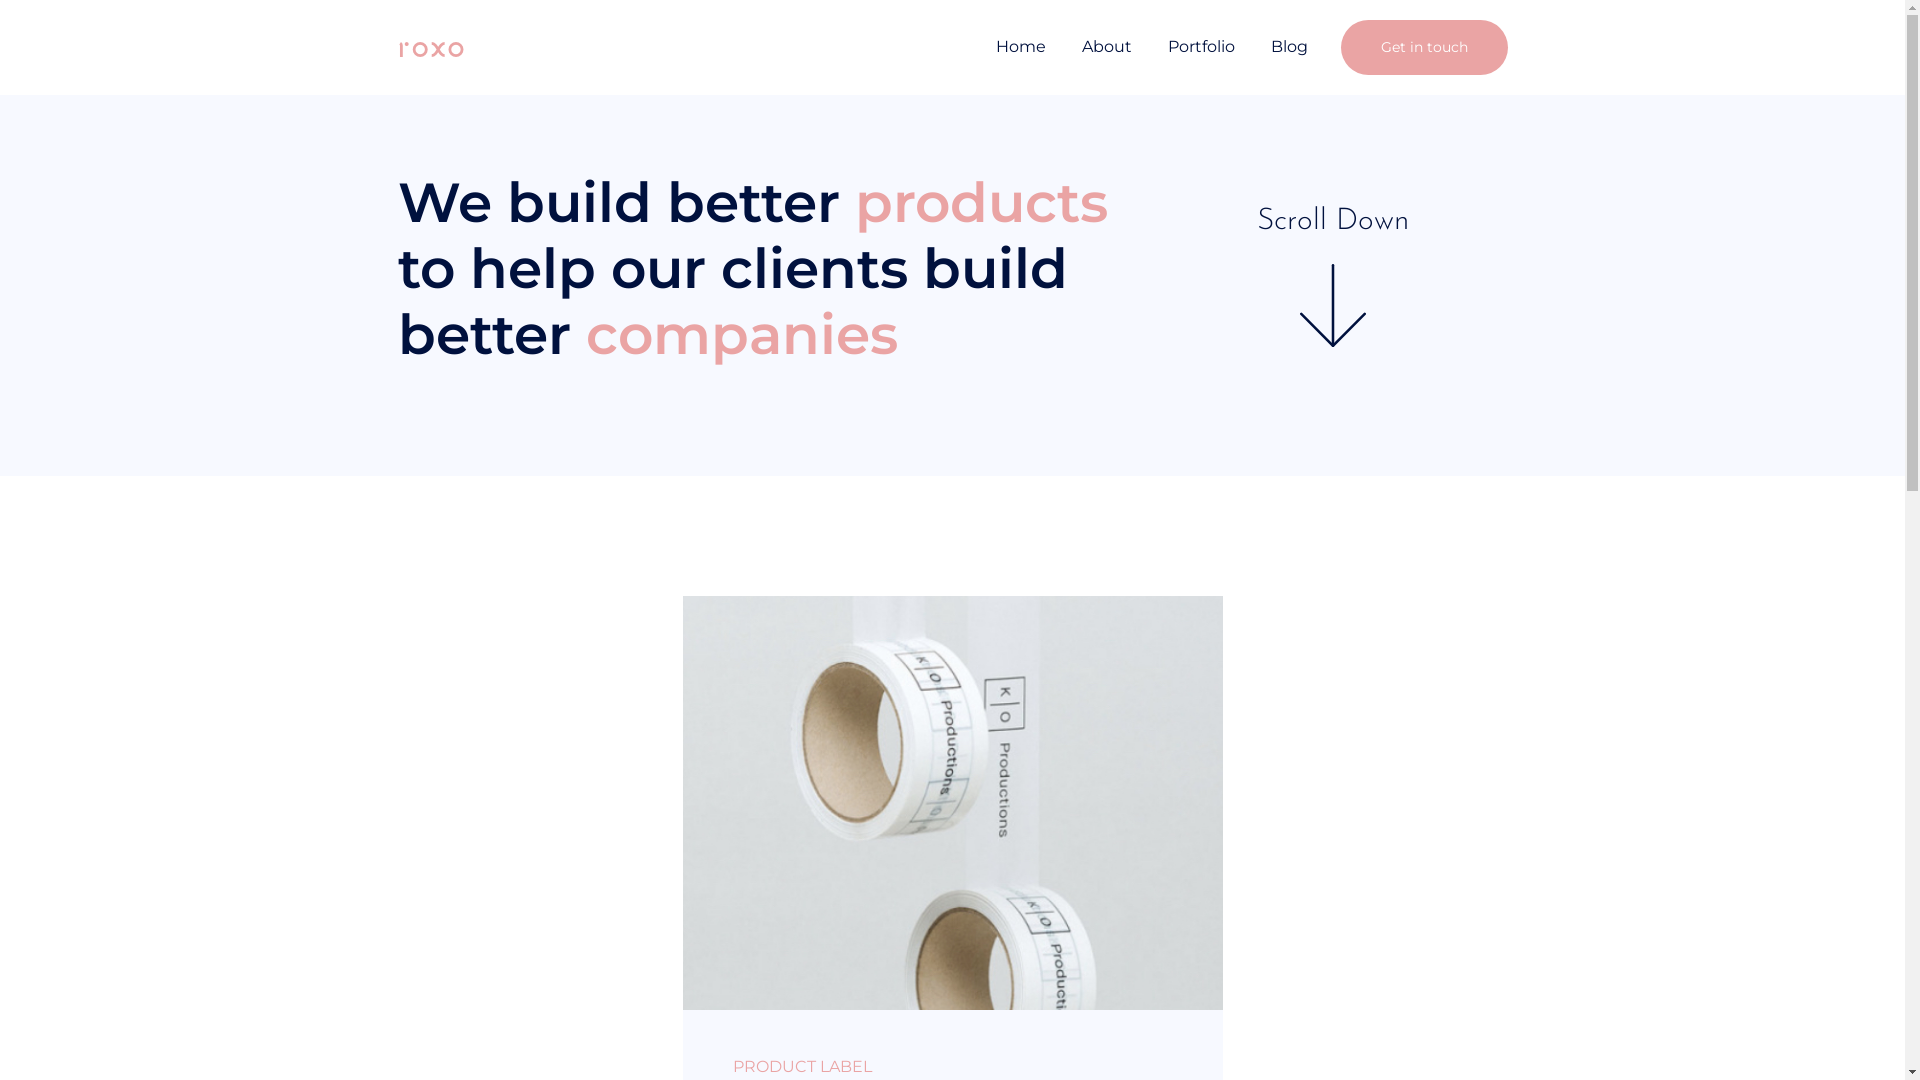 roxo
Home
About
Portfolio
Blog
Get in touch
We build better products
to help our clients build
better companies
Scroll Down
K
O
Productions
K
O
Productions
K
O
Producti
PRODUCT LABEL